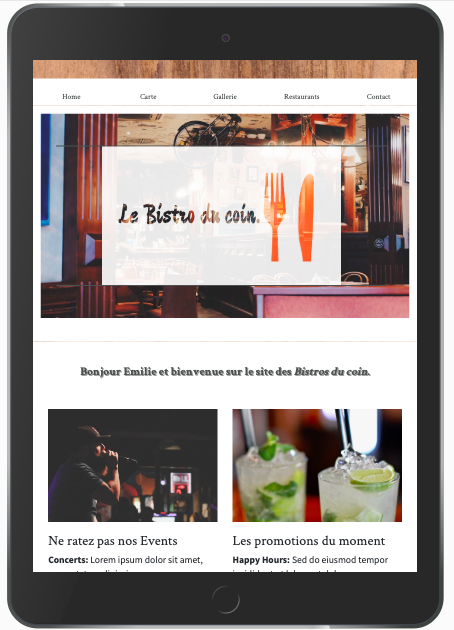 Home Carte Gallerie Restaurants Contact
Le Bistro du coin.
Bonjour Emilie et bienvenue sur le site des Bistros du coin.
Ne ratez pas nos Events
Concerts: Lorem ipsum dolor sit amet,
Les promotions du moment
Happy Hours: Sed do eiusmod tempor